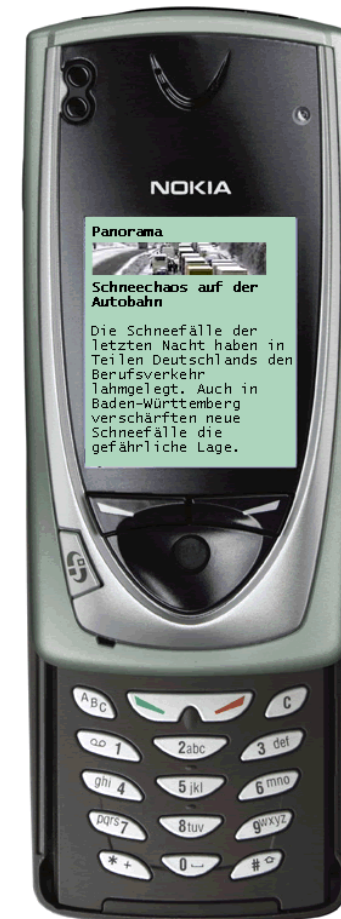 NOKIA
Panorama
Schneechaos auf der
Autobahn
Die Schneefälle der
letzten Nacht haben in
Teilen Deutschlands den
Berufsverkehr
lahmgelegt. Auch in
Baden-Württemberg
verschärften neue
Schneefälle die
gefährliche Lage.
ABC
C
1
2abc
3 def
ghi 4
5 jkl
6 mno
pqrs7
8tuv
9wxyz
* +
0
#